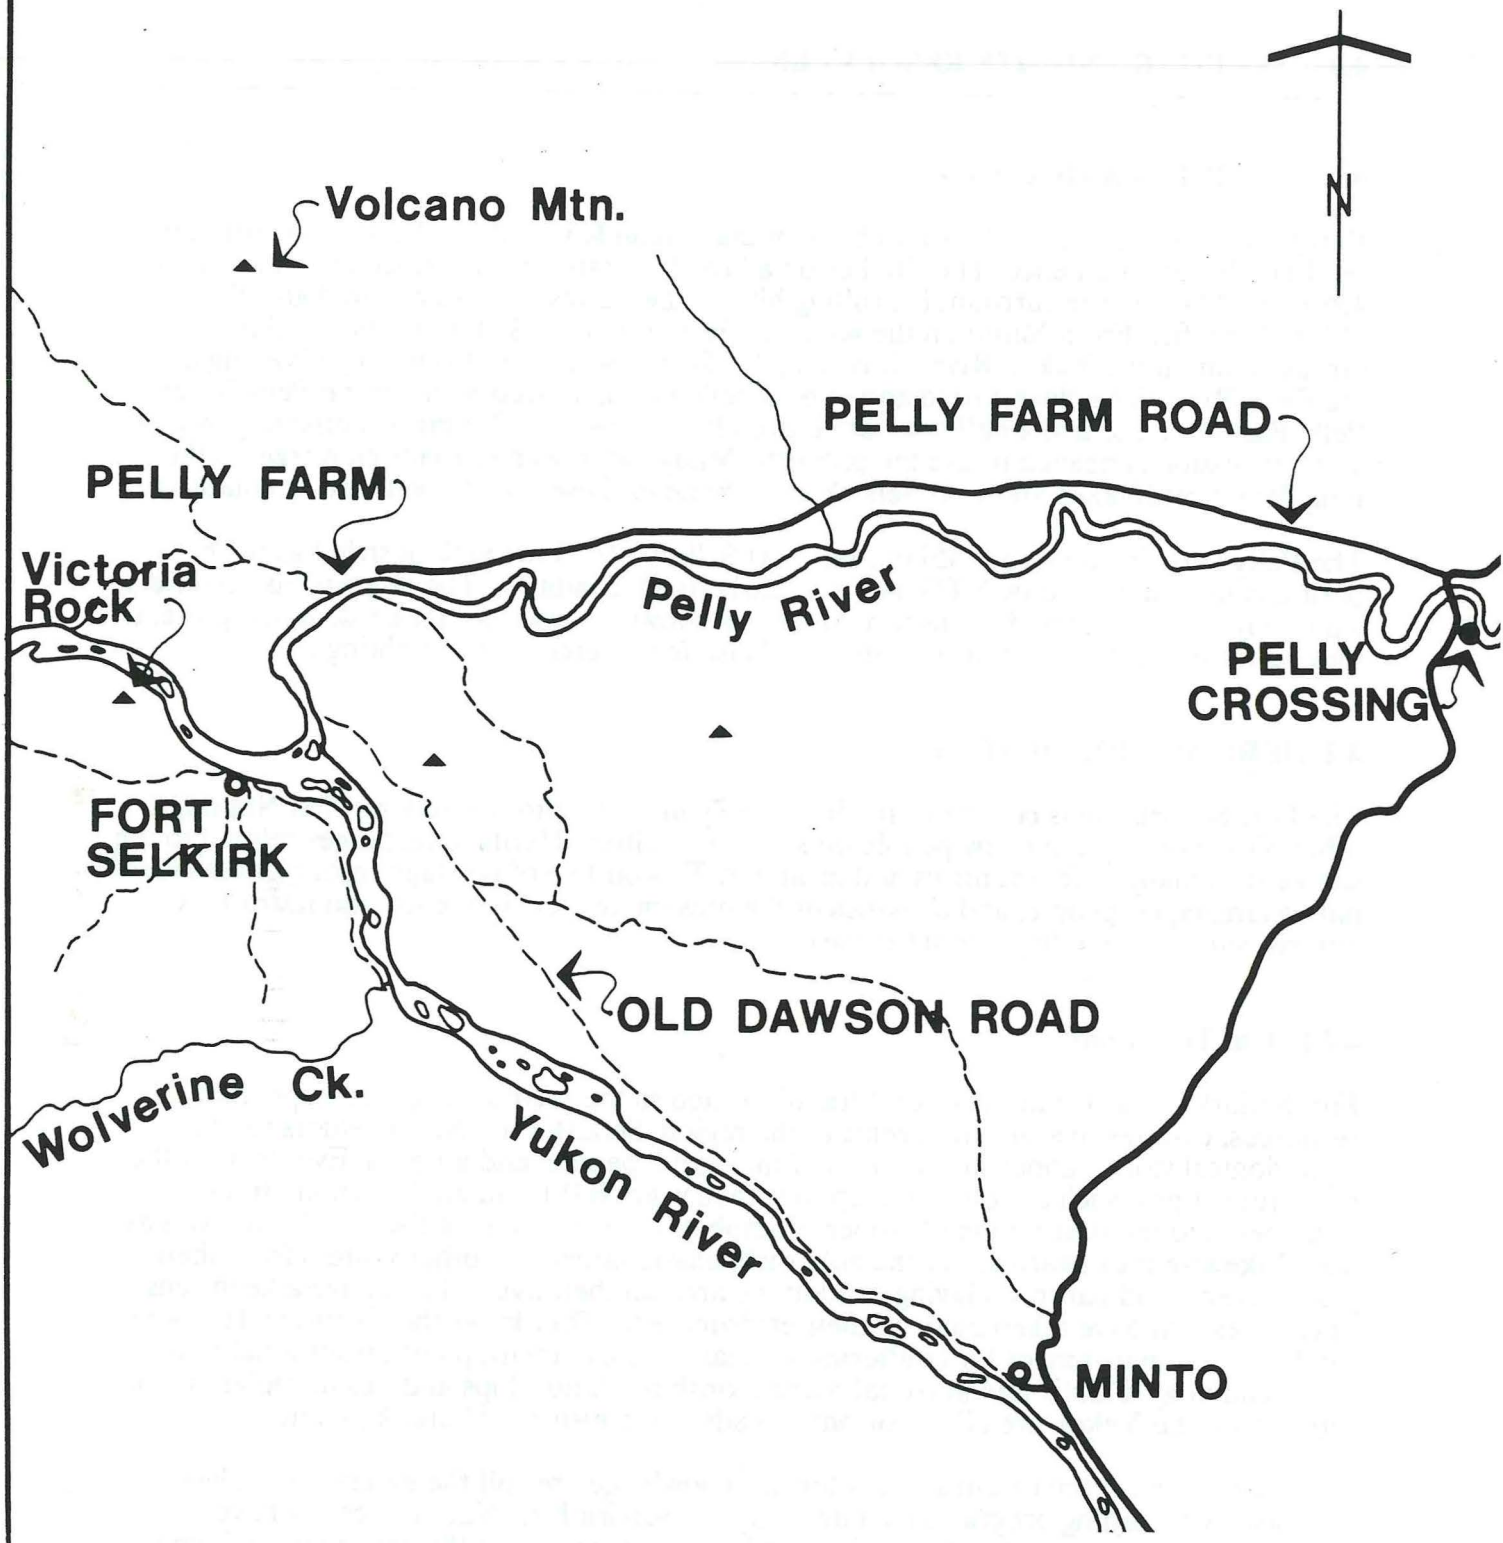 N
Volcano Mtn.
PELLY FARM ROAD
PELLY FARM
Victoria
Rock
Pelly River
PELLY
CROSSING
FORT
SELKIRK
OLD DAWSON ROAD
Wolverine Ck.
Yukon River
MINTO